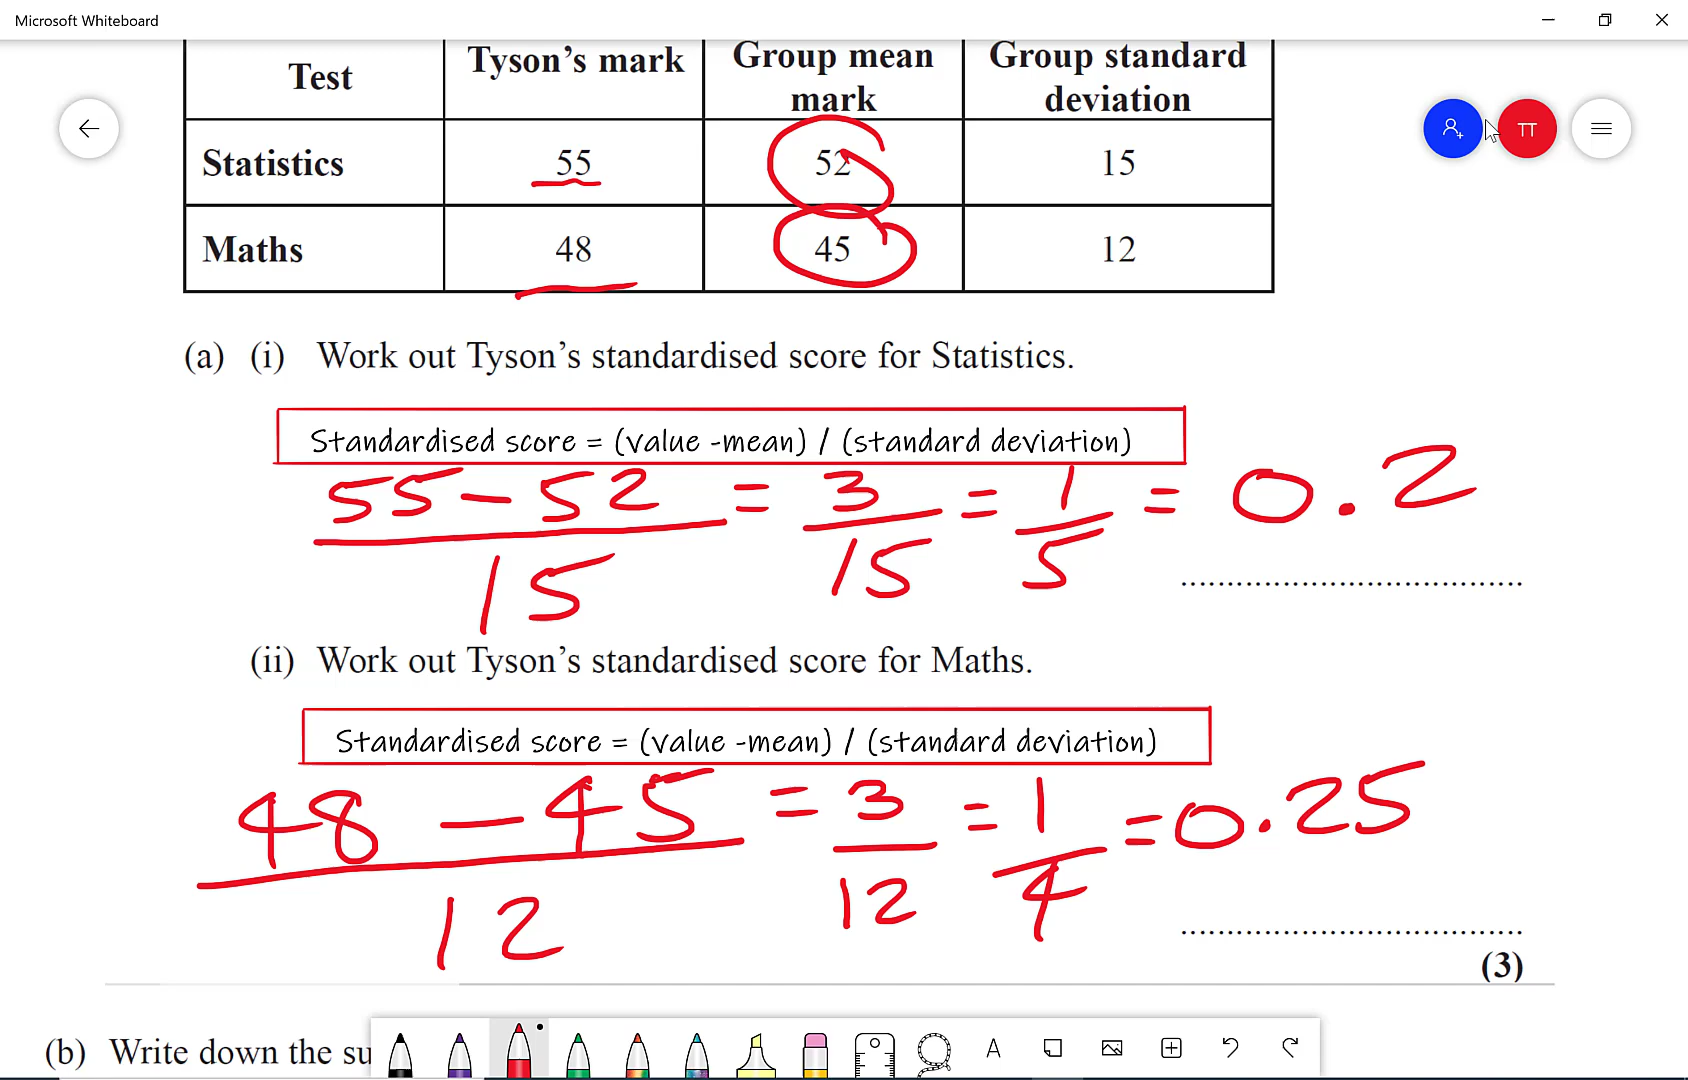 Microsoft Whiteboard
Test Tyson’s mark Group mean mark Group standard deviation
Statistics 55 52 15
Maths 48 45 12
TT
(a) (i) Work out Tyson’s standardised score for Statistics.
Standardised score = (value -mean) / (standard deviation)
55 - 52 / 15 = 3 / 15 = 1 / 5 = 0.2
(ii) Work out Tyson’s standardised score for Maths.
Standardised score = (value -mean) / (standard deviation)
48 - 45 / 12 = 3 / 12 = 1 / 4 = 0.25
(3)
(b) Write down the su
A